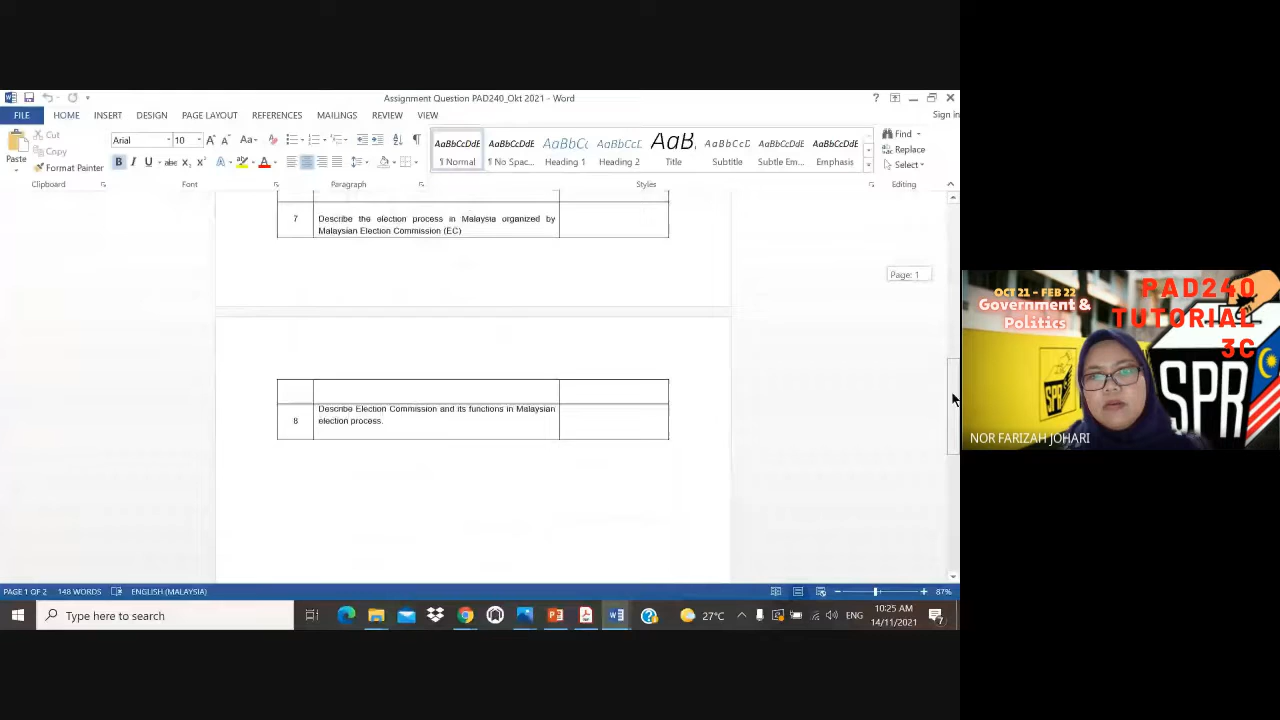 Assignment Question PAD240_Okt 2021 - Word
Sign in
FILE HOME INSERT DESIGN PAGE LAYOUT REFERENCES MAILINGS REVIEW VIEW
Cut
Copy
Format Painter
Paste
Clipboard
Arial
10
Font
Paragraph
AaBbCcDdE AaBbCcDdE AaBbC AaBbCcE AaB AaBbCcD AaBbCcDdE AaBbCcDdE
¶ Normal ¶ No Spac... Heading 1 Heading 2 Title Subtitle Subtle Em... Emphasis
Styles
Find
Replace
Select
Editing
7
Describe the election process in Malaysia organized by
Malaysian Election Commission (EC)
Page: 1
8
Describe Election Commission and its functions in Malaysian
election process.
PAGE 1 OF 2 148 WORDS ENGLISH (MALAYSIA)
87%
Type here to search
27°C
ENG
10:25 AM
14/11/2021
7
OCT 21 - FEB 22
Government &
Politics
PAD240
TUTORIAL
3C
SPR
NOR FARIZAH JOHARI